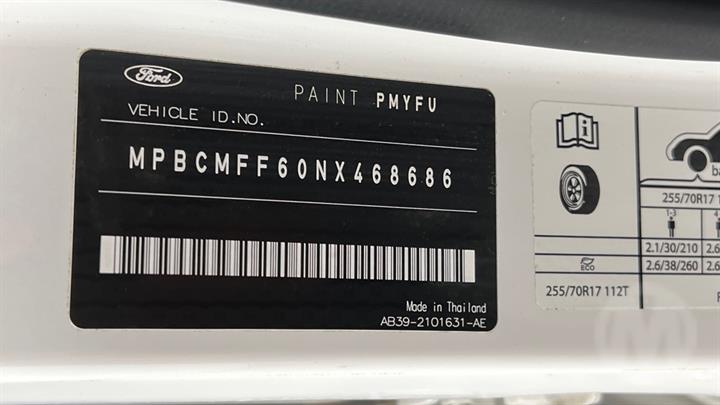 Ford
PAINT PMYFU
VEHICLE ID.NO.
MPBCMFF60NX468686
Made in Thailand
AB39-2101631-AE
255/70R17 1
1-3
2.1/30/210 2.6
ECO 2.6/38/260 2.
255/70R17 112T